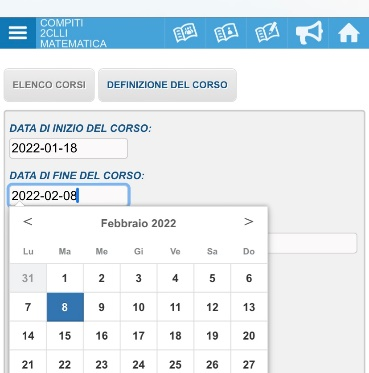 COMPITI
2CLLI
MATEMATICA
ELENCO CORSI
DEFINIZIONE DEL CORSO
DATA DI INIZIO DEL CORSO:
2022-01-18
DATA DI FINE DEL CORSO:
2022-02-08
< Febbraio 2022 >
Lu Ma Me Gi Ve Sa Do
31 1 2 3 4 5 6
7 8 9 10 11 12 13
14 15 16 17 18 19 20
21 22 23 24 25 26 27